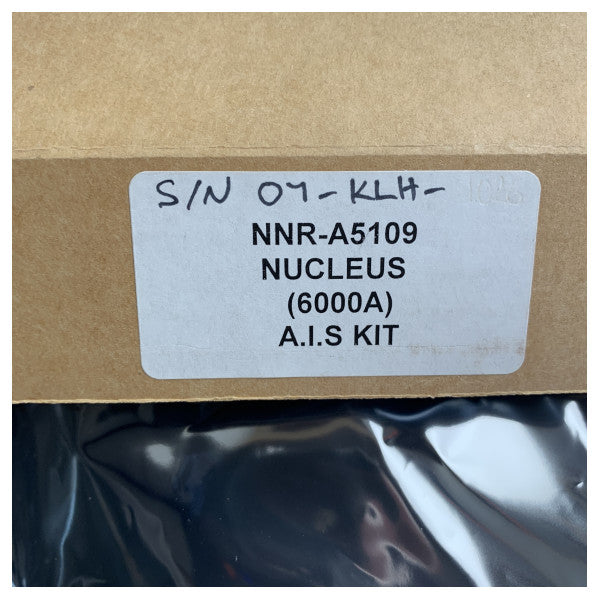 S/N 07-KLH-
NNR-A5109
NUCLEUS
(6000A)
A.I.S KIT